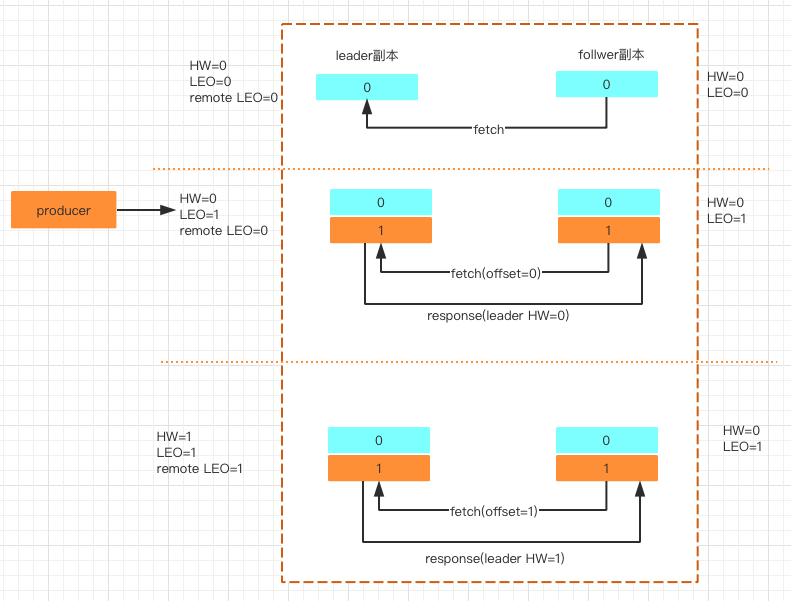 leader副本
follwer副本
HW=0
LEO=0
remote LEO=0
0
0
HW=0
LEO=0
fetch
producer
HW=0
LEO=1
remote LEO=0
0
1
0
1
HW=0
LEO=1
fetch(offset=0)
response(leader HW=0)
HW=1
LEO=1
remote LEO=1
0
1
0
1
HW=0
LEO=1
fetch(offset=1)
response(leader HW=1)